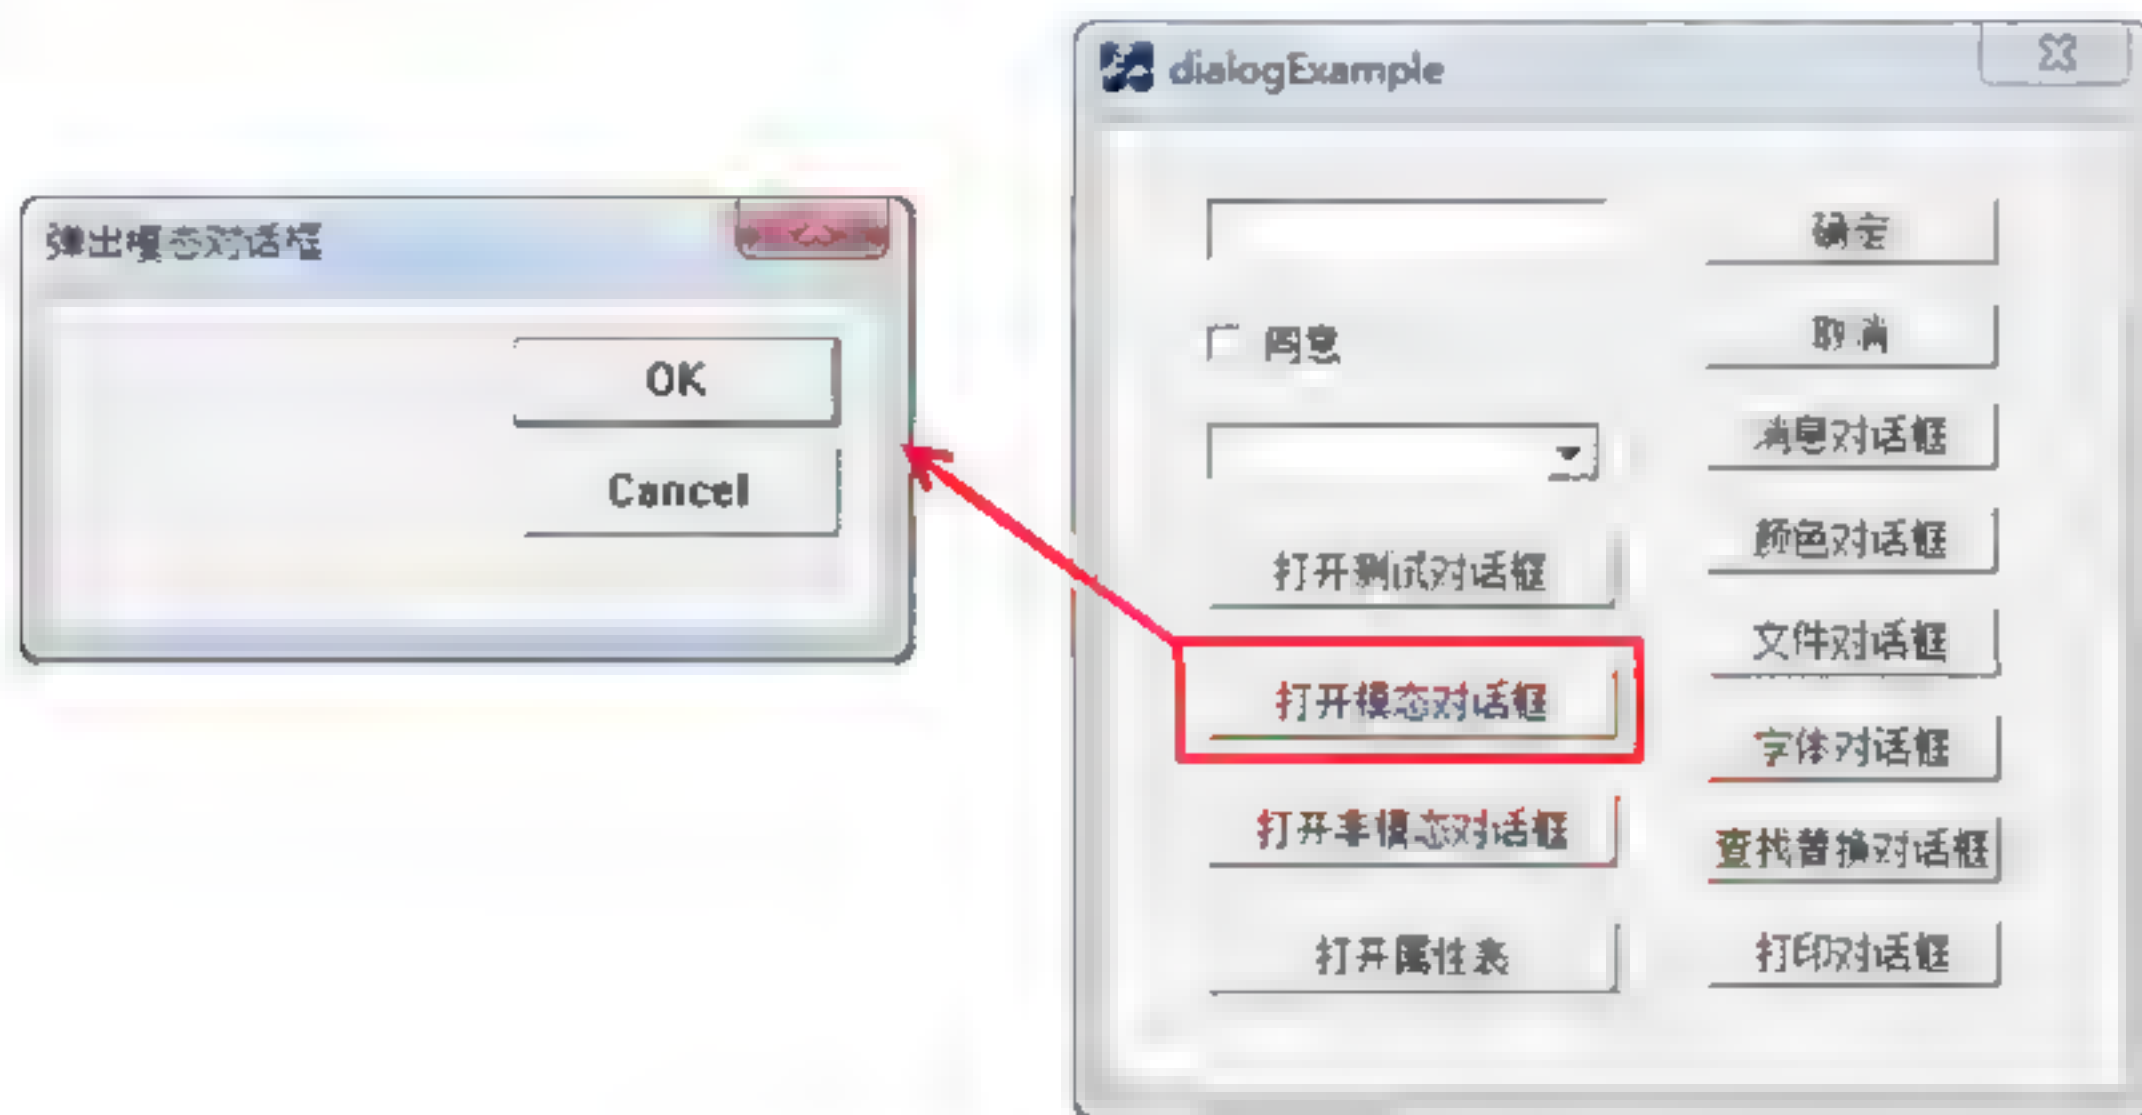 弹出模态对话框
OK
Cancel
dialogExample
确定
同意
取消
消息对话框
颜色对话框
打开测试对话框
文件对话框
打开模态对话框
字体对话框
打开非模态对话框
查找替换对话框
打开属性表
打印对话框